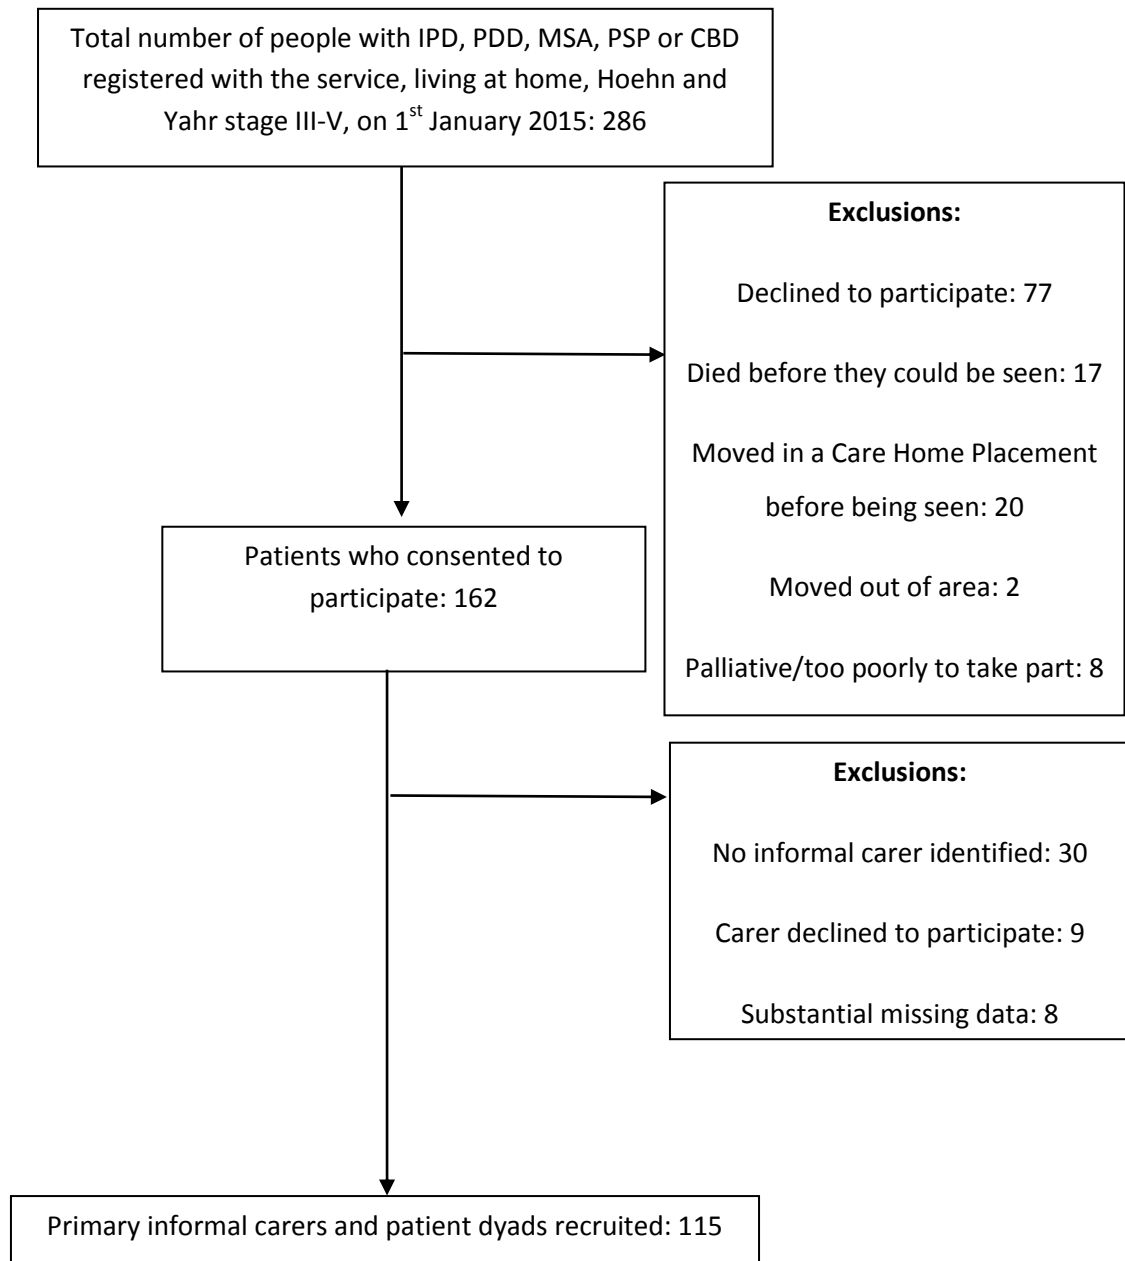 Total number of people with IPD, PDD, MSA, PSP or CBD
registered with the service, living at home, Hoehn and
Yahr stage III-V, on 1st January 2015: 286
Exclusions:
Declined to participate: 77
Died before they could be seen: 17
Moved in a Care Home Placement
before being seen: 20
Moved out of area: 2
Palliative/too poorly to take part: 8
Patients who consented to
participate: 162
Exclusions:
No informal carer identified: 30
Carer declined to participate: 9
Substantial missing data: 8
Primary informal carers and patient dyads recruited: 115